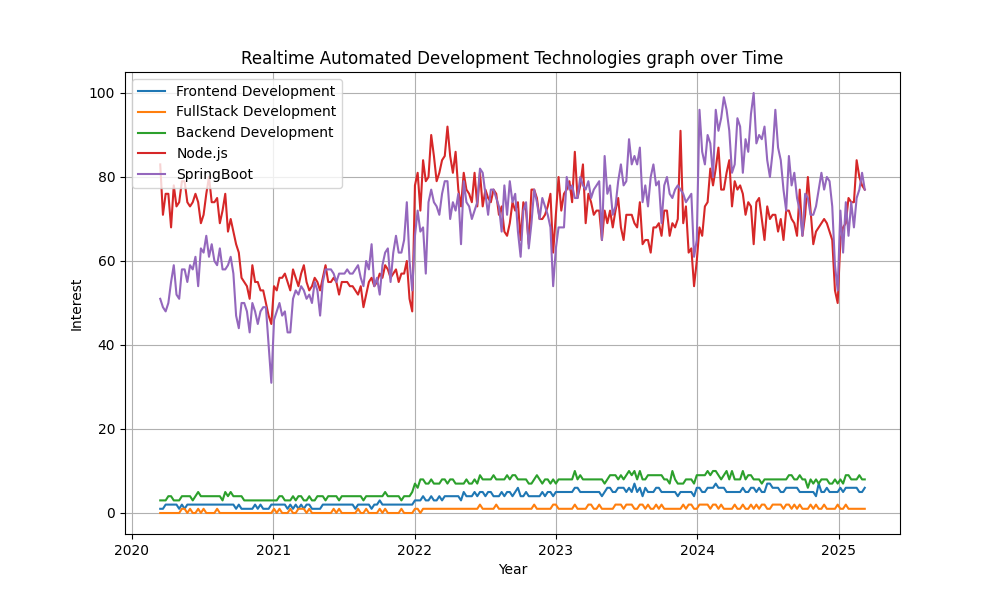 Realtime Automated Development Technologies graph over Time
Frontend Development
FullStack Development
Backend Development
Node.js
SpringBoot
100
80
60
40
20
0
Interest
2020
2021
2022
2023
2024
2025
Year